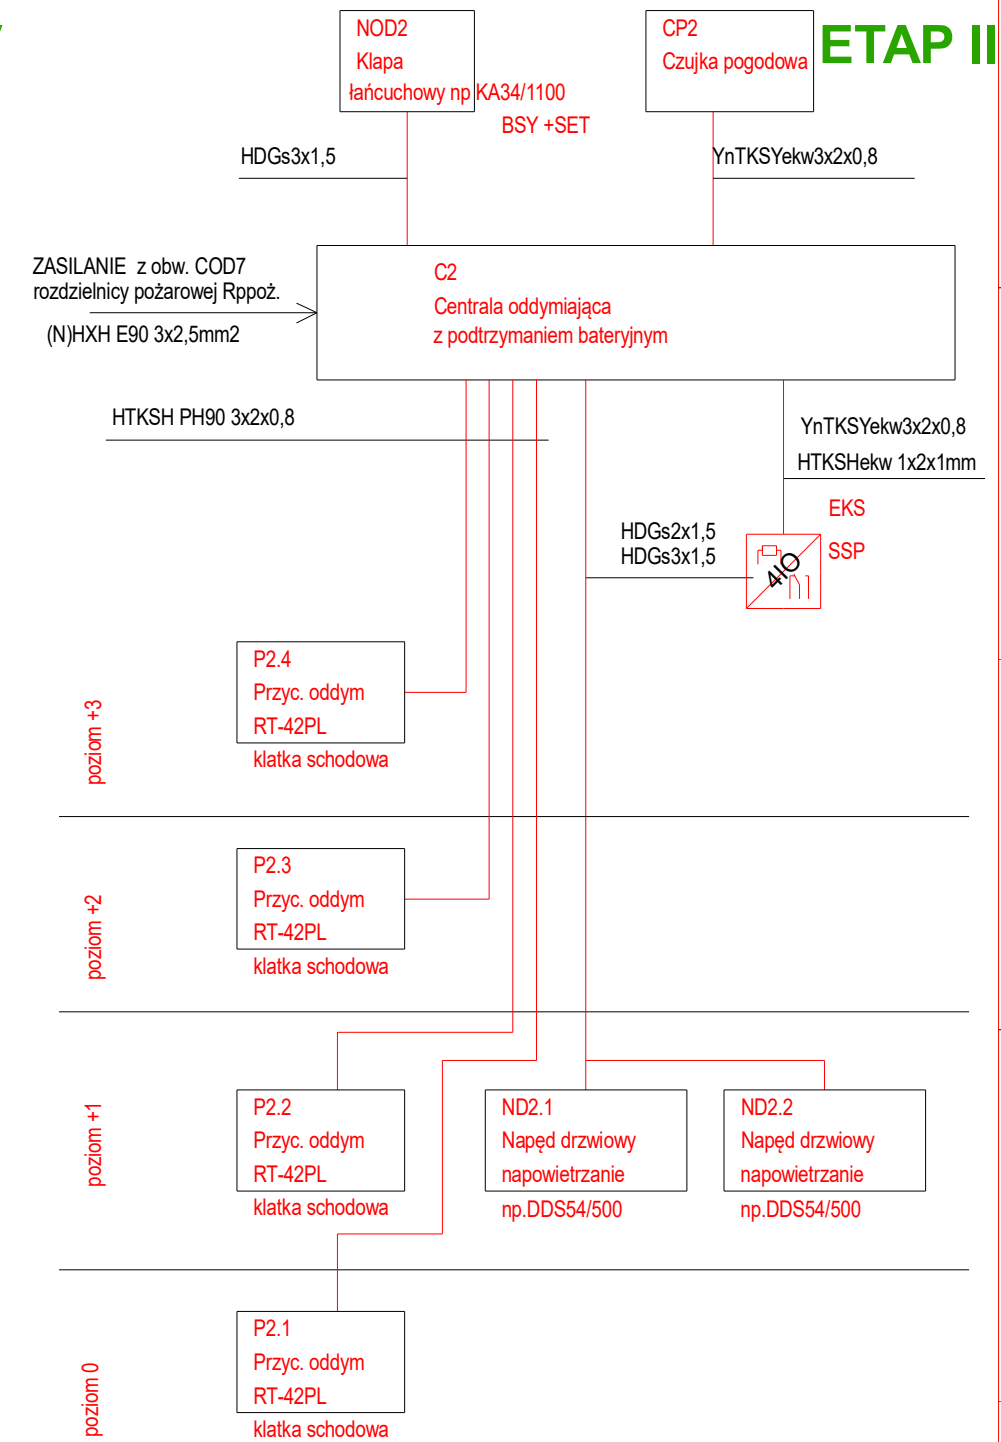 NOD2
Klapa
łańcuchowy np KA34/1100
BSY +SET
CP2
Czujka pogodowa
ETAP II
HDGs3x1,5
YnTKSYekw3x2x0,8
ZASILANIE z obw. COD7
rozdzielnicy pożarowej Rppoż.
(N)HXH E90 3x2,5mm2
C2
Centrala oddymiająca
z podtrzymaniem bateryjnym
HTKSH PH90 3x2x0,8
YnTKSYekw3x2x0,8
HTKSHekw 1x2x1mm
EKS
SSP
HDGs2x1,5
HDGs3x1,5
4IO
poziom +3
P2.4
Przyc. oddym
RT-42PL
klatka schodowa
poziom +2
P2.3
Przyc. oddym
RT-42PL
klatka schodowa
poziom +1
P2.2
Przyc. oddym
RT-42PL
klatka schodowa
ND2.1
Napęd drzwiowy
napowietrzanie
np.DDS54/500
ND2.2
Napęd drzwiowy
napowietrzanie
np.DDS54/500
poziom 0
P2.1
Przyc. oddym
RT-42PL
klatka schodowa